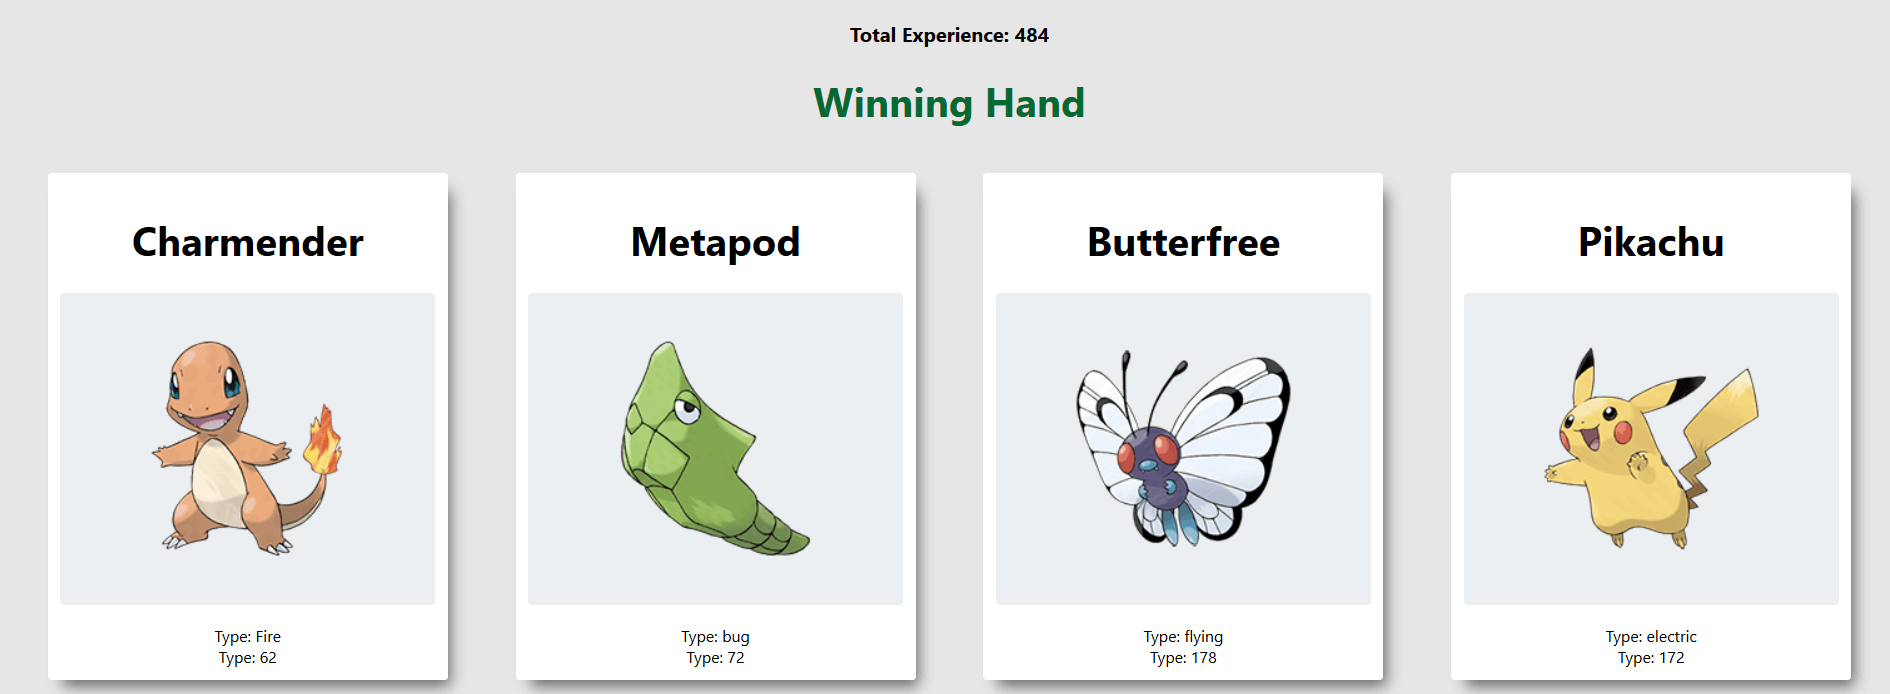 Total Experience: 484
Winning Hand
Charmender
Metapod
Butterfree
Pikachu
Type: Fire
Type: 62
Type: bug
Type: 72
Type: flying
Type: 178
Type: electric
Type: 172